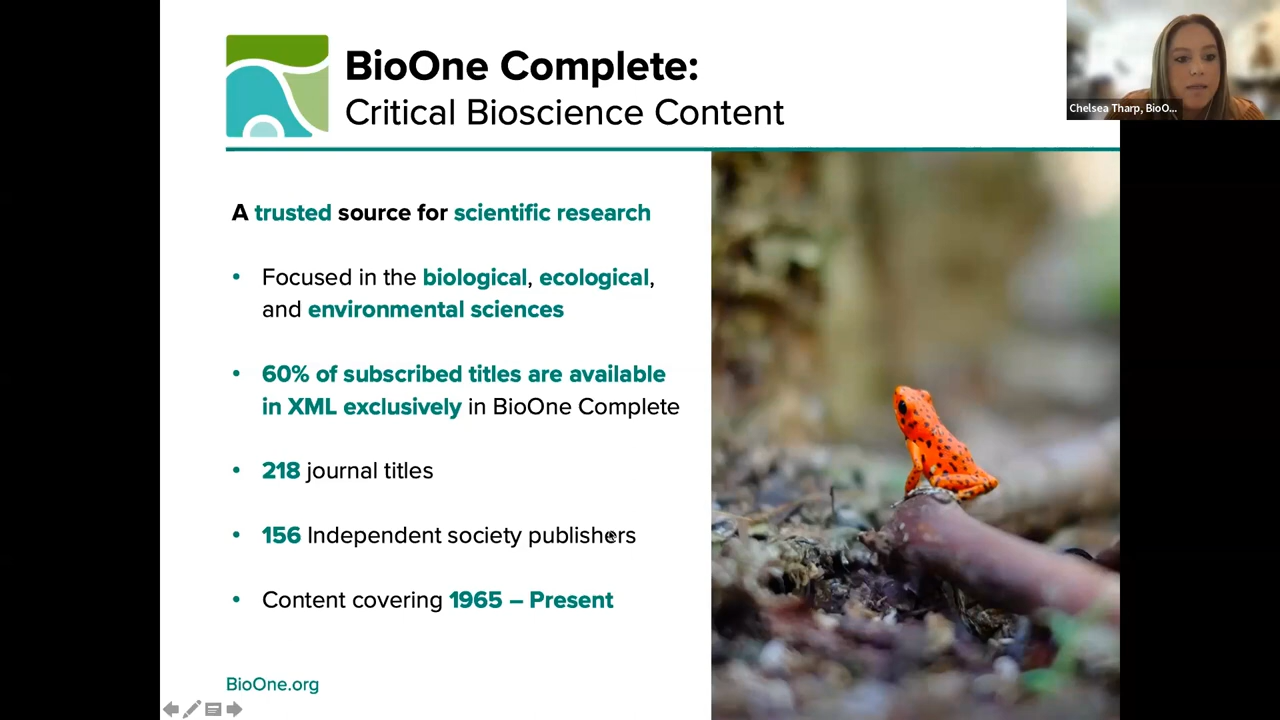 BioOne Complete:
Critical Bioscience Content
Chelsea Tharp, BioO...
A trusted source for scientific research
• Focused in the biological, ecological,
and environmental sciences
• 60% of subscribed titles are available
in XML exclusively in BioOne Complete
• 218 journal titles
• 156 Independent society publishers
• Content covering 1965 – Present
BioOne.org